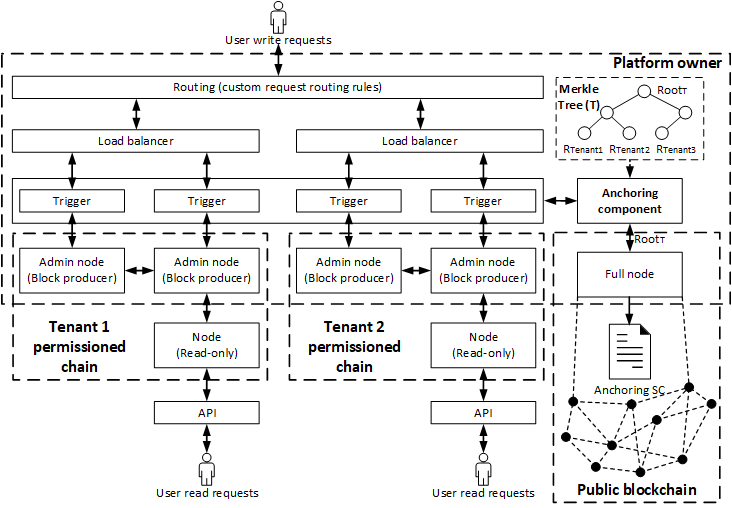 User write requests
Platform owner
Routing (custom request routing rules)
Merkle
Tree (T)
RootT
RTenant1
RTenant2
RTenant3
Load balancer
Load balancer
Trigger
Trigger
Trigger
Trigger
Anchoring
component
RootT
Admin node
(Block producer)
Admin node
(Block producer)
Admin node
(Block producer)
Admin node
(Block producer)
Full node
Tenant 1
permissioned
chain
Node
(Read-only)
Tenant 2
permissioned
chain
Node
(Read-only)
Anchoring SC
API
API
User read requests
User read requests
Public blockchain